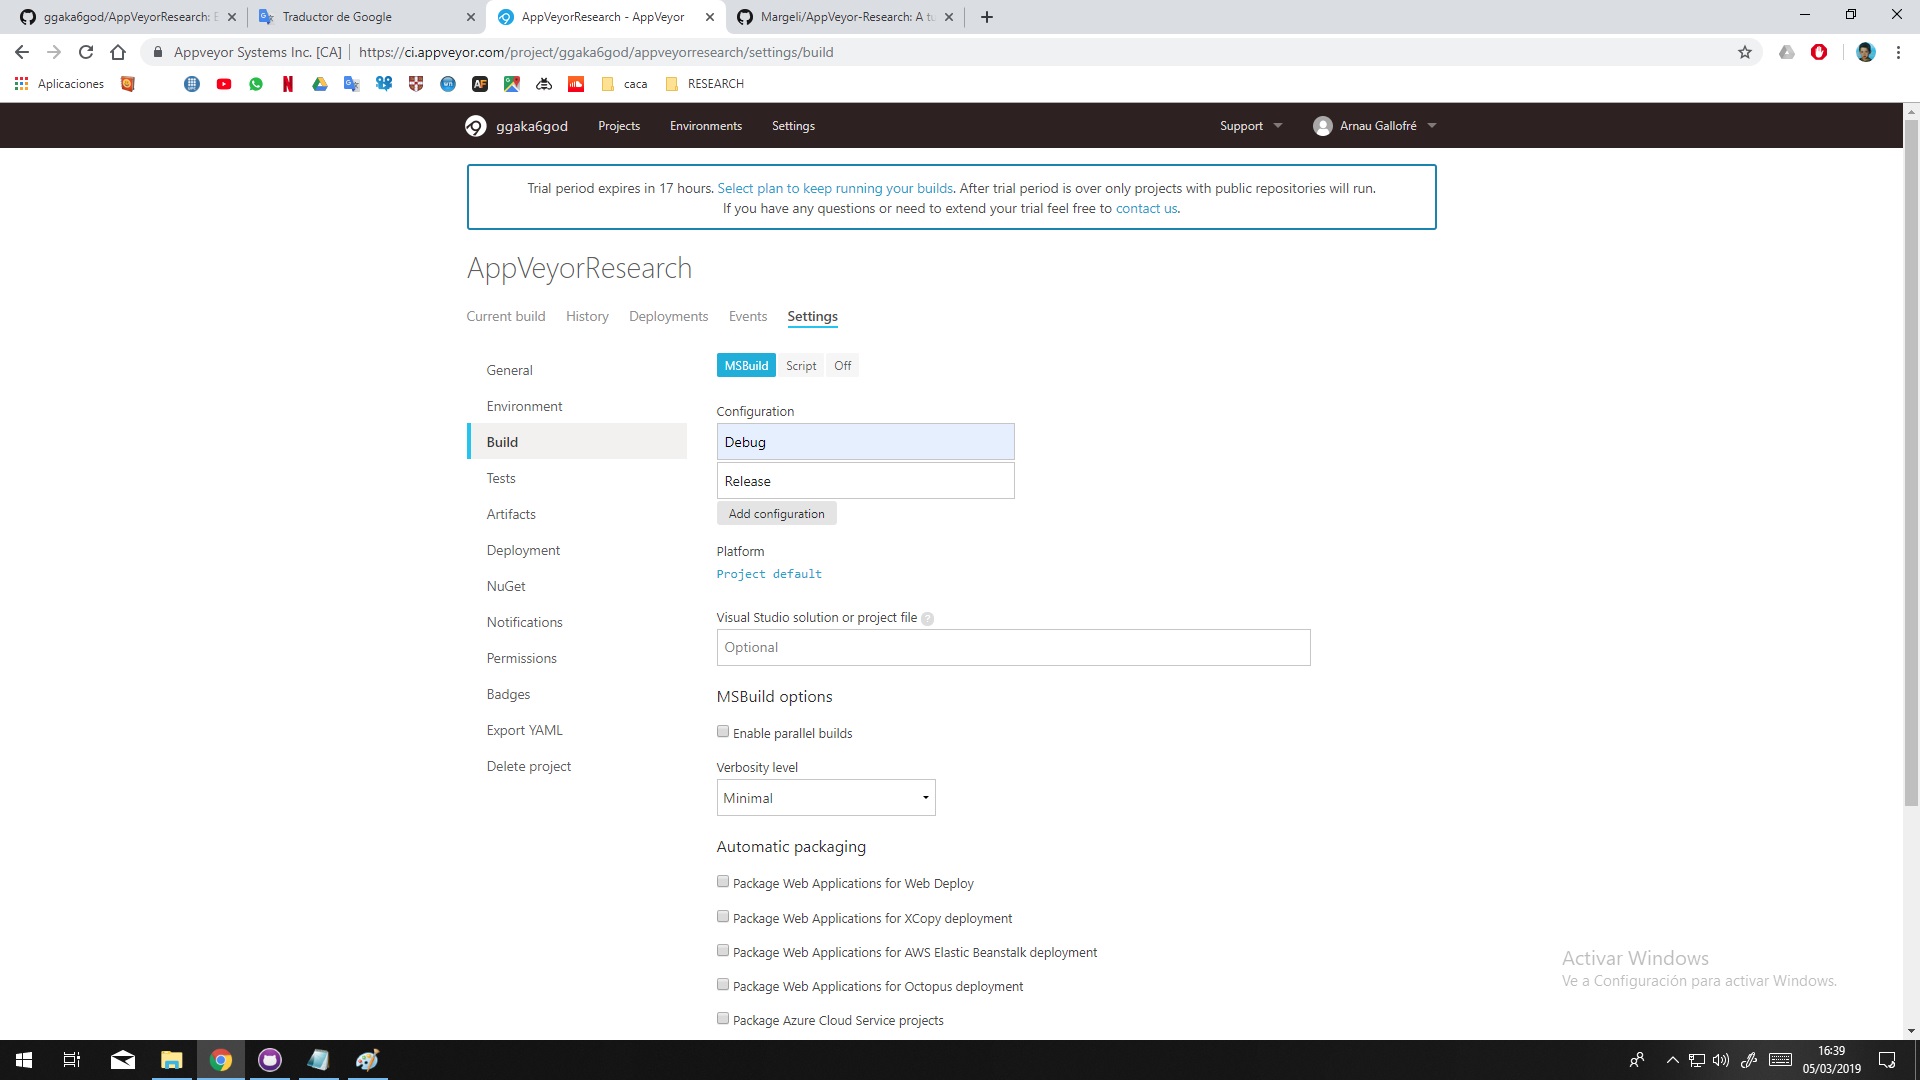 ggaka6god/AppVeyorResearch: E
Traductor de Google
AppVeyorResearch - AppVeyor
Margeli/AppVeyor-Research: A tu
Appveyor Systems Inc. [CA]
https://ci.appveyor.com/project/ggaka6god/appveyorresearch/settings/build
Aplicaciones
caca
RESEARCH
ggaka6god
Projects
Environments
Settings
Support
Arnau Gallofré
Trial period expires in 17 hours. Select plan to keep running your builds. After trial period is over only projects with public repositories will run.
If you have any questions or need to extend your trial feel free to contact us.
AppVeyorResearch
Current build
History
Deployments
Events
Settings
General
Environment
Build
Tests
Artifacts
Deployment
NuGet
Notifications
Permissions
Badges
Export YAML
Delete project
MSBuild
Script
Off
Configuration
Debug
Release
Add configuration
Platform
Project default
Visual Studio solution or project file ?
Optional
MSBuild options
Enable parallel builds
Verbosity level
Minimal
Automatic packaging
Package Web Applications for Web Deploy
Package Web Applications for XCopy deployment
Package Web Applications for AWS Elastic Beanstalk deployment
Package Web Applications for Octopus deployment
Package Azure Cloud Service projects
Activar Windows
Ve a Configuración para activar Windows.
16:39
05/03/2019